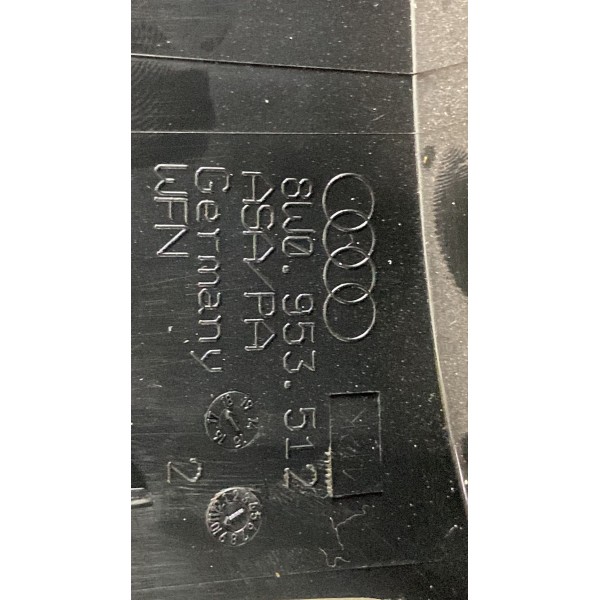 8W0.953.512
ASA/PA
Germany
WFN
2